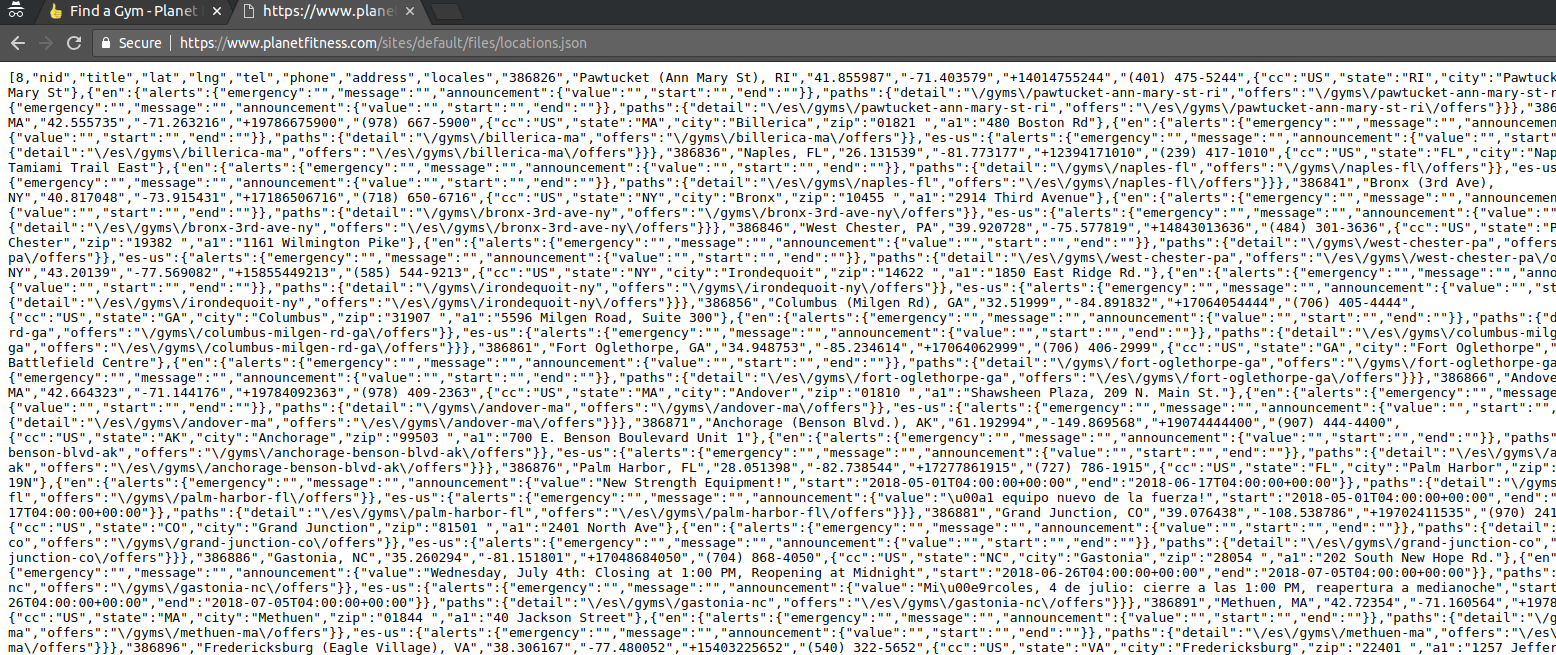 Find a Gym - Planet
https://www.plane
Secure | https://www.planetfitness.com/sites/default/files/locations.json
[8,"nid","title","lat","lng","tel","phone","address","locales","386826","Pawtucket (Ann Mary St), RI","41.855987","-71.403579","+14014755244","(401) 475-5244",{"cc":"US","state":"RI","city":"Pawtuck
Mary St"},{"en":{"alerts":{"emergency":"","message":"","announcement":{"value":"","start":"","end":""}},"paths":{"detail":"\/gyms\/pawtucket-ann-mary-st-ri","offers":"\/gyms\/pawtucket-ann-mary-st-r
{"emergency":"","message":"","announcement":{"value":"","start":"","end":""}},"paths":{"detail":"\/es\/gyms\/pawtucket-ann-mary-st-ri","offers":"\/es\/gyms\/pawtucket-ann-mary-st-ri\/offers"}}},"386
MA","42.555735","-71.263216","+19786675900","(978) 667-5900",{"cc":"US","state":"MA","city":"Billerica","zip":"01821 ","a1":"480 Boston Rd"},{"en":{"alerts":{"emergency":"","message":"","announcement
{"value":"","start":"","end":""}},"paths":{"detail":"\/gyms\/billerica-ma","offers":"\/gyms\/billerica-ma\/offers"}},"es-us":{"alerts":{"emergency":"","message":"","announcement":{"value":"","start
{"detail":"\/es\/gyms\/billerica-ma","offers":"\/es\/gyms\/billerica-ma\/offers"}}},"386836","Naples, FL","26.131539","-81.773177","+12394171010","(239) 417-1010",{"cc":"US","state":"FL","city":"Nap
Tamiami Trail East"},{"en":{"alerts":{"emergency":"","message":"","announcement":{"value":"","start":"","end":""}},"paths":{"detail":"\/gyms\/naples-fl","offers":"\/gyms\/naples-fl\/offers"}},"es-us
{"emergency":"","message":"","announcement":{"value":"","start":"","end":""}},"paths":{"detail":"\/es\/gyms\/naples-fl","offers":"\/es\/gyms\/naples-fl\/offers"}}},"386841","Bronx (3rd Ave),
NY","40.817048","-73.915431","+17186506716","(718) 650-6716",{"cc":"US","state":"NY","city":"Bronx","zip":"10455 ","a1":"2914 Third Avenue"},{"en":{"alerts":{"emergency":"","message":"","announcement
{"value":"","start":"","end":""}},"paths":{"detail":"\/gyms\/bronx-3rd-ave-ny","offers":"\/gyms\/bronx-3rd-ave-ny\/offers"}},"es-us":{"alerts":{"emergency":"","message":"","announcement":{"value":""
{"detail":"\/es\/gyms\/bronx-3rd-ave-ny","offers":"\/es\/gyms\/bronx-3rd-ave-ny\/offers"}}},"386846","West Chester, PA","39.920728","-75.577819","+14843013636","(484) 301-3636",{"cc":"US","state":"P
Chester","zip":"19382 ","a1":"1161 Wilmington Pike"},{"en":{"alerts":{"emergency":"","message":"","announcement":{"value":"","start":"","end":""}},"paths":{"detail":"\/gyms\/west-chester-pa","offers
pa\/offers"}},"es-us":{"alerts":{"emergency":"","message":"","announcement":{"value":"","start":"","end":""}},"paths":{"detail":"\/es\/gyms\/west-chester-pa","offers":"\/es\/gyms\/west-chester-pa\/o
NY","43.20139","-77.569082","+15855449213","(585) 544-9213",{"cc":"US","state":"NY","city":"Irondequoit","zip":"14622 ","a1":"1850 East Ridge Rd."},{"en":{"alerts":{"emergency":"","message":"","anno
{"value":"","start":"","end":""}},"paths":{"detail":"\/gyms\/irondequoit-ny","offers":"\/gyms\/irondequoit-ny\/offers"}},"es-us":{"alerts":{"emergency":"","message":"","announcement":{"value":"","st
{"detail":"\/es\/gyms\/irondequoit-ny","offers":"\/es\/gyms\/irondequoit-ny\/offers"}}},"386856","Columbus (Milgen Rd), GA","32.51999","-84.891832","+17064054444","(706) 405-4444",
{"cc":"US","state":"GA","city":"Columbus","zip":"31907 ","a1":"5596 Milgen Road, Suite 300"},{"en":{"alerts":{"emergency":"","message":"","announcement":{"value":"","start":"","end":""}},"paths":{"d
rd-ga","offers":"\/gyms\/columbus-milgen-rd-ga\/offers"}},"es-us":{"alerts":{"emergency":"","message":"","announcement":{"value":"","start":"","end":""}},"paths":{"detail":"\/es\/gyms\/columbus-milg
ga","offers":"\/es\/gyms\/columbus-milgen-rd-ga\/offers"}}},"386861","Fort Oglethorpe, GA","34.948753","-85.234614","+17064062999","(706) 406-2999",{"cc":"US","state":"GA","city":"Fort Oglethorpe","
Battlefield Centre"},{"en":{"alerts":{"emergency":"","message":"","announcement":{"value":"","start":"","end":""}},"paths":{"detail":"\/gyms\/fort-oglethorpe-ga","offers":"\/gyms\/fort-oglethorpe-ga
{"emergency":"","message":"","announcement":{"value":"","start":"","end":""}},"paths":{"detail":"\/es\/gyms\/fort-oglethorpe-ga","offers":"\/es\/gyms\/fort-oglethorpe-ga\/offers"}}},"386866","Andove
MA","42.664323","-71.144176","+19784092363","(978) 409-2363",{"cc":"US","state":"MA","city":"Andover","zip":"01810 ","a1":"Shawsheen Plaza, 209 N. Main St."},{"en":{"alerts":{"emergency":"","message
{"value":"","start":"","end":""}},"paths":{"detail":"\/gyms\/andover-ma","offers":"\/gyms\/andover-ma\/offers"}},"es-us":{"alerts":{"emergency":"","message":"","announcement":{"value":"","start":"",
{"detail":"\/es\/gyms\/andover-ma","offers":"\/es\/gyms\/andover-ma\/offers"}}},"386871","Anchorage (Benson Blvd.), AK","61.192994","-149.869568","+19074444400","(907) 444-4400",
{"cc":"US","state":"AK","city":"Anchorage","zip":"99503 ","a1":"700 E. Benson Boulevard Unit 1"},{"en":{"alerts":{"emergency":"","message":"","announcement":{"value":"","start":"","end":""}},"paths"
benson-blvd-ak","offers":"\/gyms\/anchorage-benson-blvd-ak\/offers"}},"es-us":{"alerts":{"emergency":"","message":"","announcement":{"value":"","start":"","end":""}},"paths":{"detail":"\/es\/gyms\/a
ak","offers":"\/es\/gyms\/anchorage-benson-blvd-ak\/offers"}}},"386876","Palm Harbor, FL","28.051398","-82.738544","+17277861915","(727) 786-1915",{"cc":"US","state":"FL","city":"Palm Harbor","zip":
19N"},{"en":{"alerts":{"emergency":"","message":"","announcement":{"value":"New Strength Equipment!","start":"2018-05-01T04:00:00+00:00","end":"2018-06-17T04:00:00+00:00"}},"paths":{"detail":"\/gyms
fl","offers":"\/gyms\/palm-harbor-fl\/offers"}},"es-us":{"alerts":{"emergency":"","message":"","announcement":{"value":"\u00a1 equipo nuevo de la fuerza!","start":"2018-05-01T04:00:00+00:00","end":"
17T04:00:00+00:00"}},"paths":{"detail":"\/es\/gyms\/palm-harbor-fl","offers":"\/es\/gyms\/palm-harbor-fl\/offers"}}},"386881","Grand Junction, CO","39.076438","-108.538786","+19702411535","(970) 241
{"cc":"US","state":"CO","city":"Grand Junction","zip":"81501 ","a1":"2401 North Ave"},{"en":{"alerts":{"emergency":"","message":"","announcement":{"value":"","start":"","end":""}},"paths":{"detail":
co","offers":"\/gyms\/grand-junction-co\/offers"}},"es-us":{"alerts":{"emergency":"","message":"","announcement":{"value":"","start":"","end":""}},"paths":{"detail":"\/es\/gyms\/grand-junction-co","
junction-co\/offers"}}},"386886","Gastonia, NC","35.260294","-81.151801","+17048684050","(704) 868-4050",{"cc":"US","state":"NC","city":"Gastonia","zip":"28054 ","a1":"202 South New Hope Rd."},{"en"
{"emergency":"","message":"","announcement":{"value":"Wednesday, July 4th: Closing at 1:00 PM, Reopening at Midnight","start":"2018-06-26T04:00:00+00:00","end":"2018-07-05T04:00:00+00:00"}},"paths":
nc","offers":"\/gyms\/gastonia-nc\/offers"}},"es-us":{"alerts":{"emergency":"","message":"","announcement":{"value":"Mi\u00e9rcoles, 4 de julio: cierre a las 1:00 PM, reapertura a medianoche","start
26T04:00:00+00:00","end":"2018-07-05T04:00:00+00:00"}},"paths":{"detail":"\/es\/gyms\/gastonia-nc","offers":"\/es\/gyms\/gastonia-nc\/offers"}}},"386891","Methuen, MA","42.72354","-71.160564","+1978
{"cc":"US","state":"MA","city":"Methuen","zip":"01844 ","a1":"40 Jackson Street"},{"en":{"alerts":{"emergency":"","message":"","announcement":{"value":"","start":"","end":""}},"paths":{"detail":"\/g
ma","offers":"\/gyms\/methuen-ma\/offers"}},"es-us":{"alerts":{"emergency":"","message":"","announcement":{"value":"","start":"","end":""}},"paths":{"detail":"\/es\/gyms\/methuen-ma","offers":"\/es\
ma\/offers"}}},"386896","Fredericksburg (Eagle Village), VA","38.306167","-77.480052","+15403225652","(540) 322-5652",{"cc":"US","state":"VA","city":"Fredericksburg","zip":"22401 ","a1":"1257 Jeffer